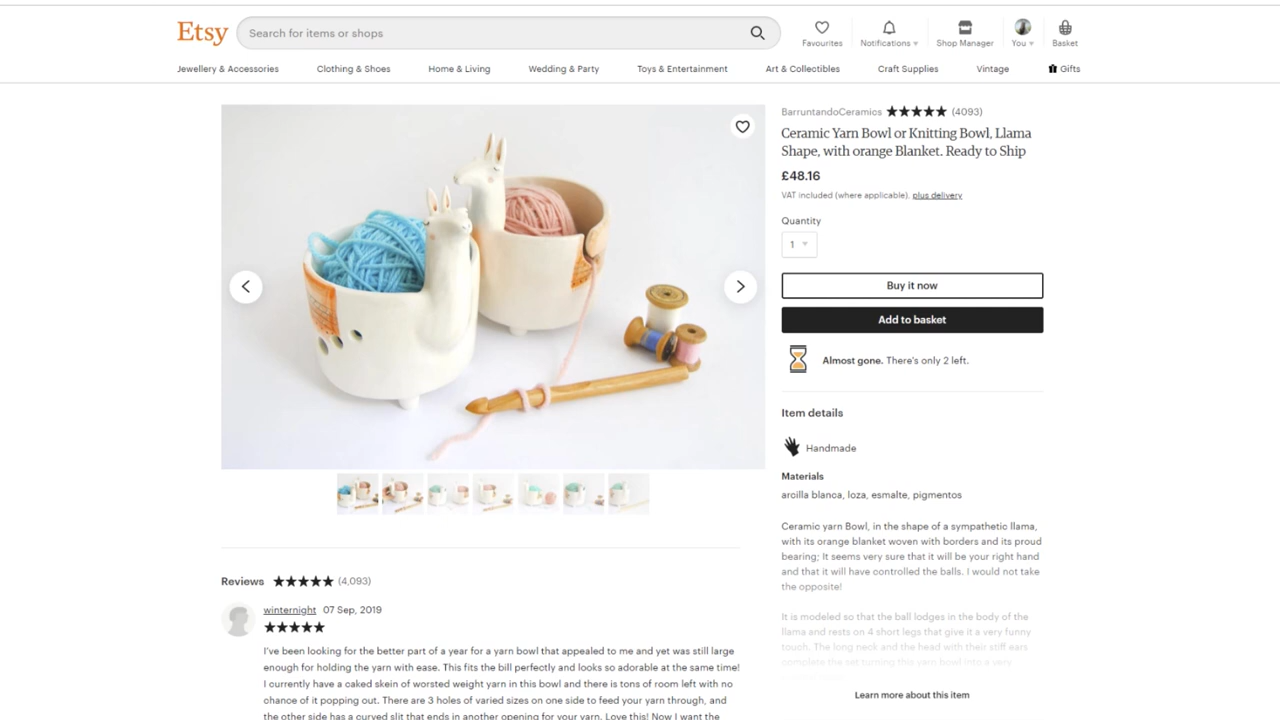 Etsy
Search for items or shops
Favourites
Notifications
Shop Manager
You
Basket
Jewellery & Accessories
Clothing & Shoes
Home & Living
Wedding & Party
Toys & Entertainment
Art & Collectibles
Craft Supplies
Vintage
Gifts
BarruntandoCeramics ★★★★★ (4093)
Ceramic Yarn Bowl or Knitting Bowl, Llama
Shape, with orange Blanket. Ready to Ship
£48.16
VAT included (where applicable), plus delivery
Quantity
1
Buy it now
Add to basket
Almost gone. There's only 2 left.
Item details
Handmade
Materials
arcilla blanca, loza, esmalte, pigmentos
Ceramic yarn Bowl, in the shape of a sympathetic llama,
with its orange blanket woven with borders and its proud
bearing; It seems very sure that it will be your right hand
and that it will have controlled the balls. I would not take
the opposite!
It is modeled so that the ball lodges in the body of the
llama and rests on 4 short legs that give it a very funny
touch. The long neck and the head with their stiff ears
complete the set turning this yarn bowl into a very
Learn more about this item
Reviews ★★★★★ (4,093)
winternight 07 Sep, 2019
★★★★★
I've been looking for the better part of a year for a yarn bowl that appealed to me and yet was still large
enough for holding the yarn with ease. This fits the bill perfectly and looks so adorable at the same time!
I currently have a caked skein of worsted weight yarn in this bowl and there is tons of room left with no
chance of it popping out. There are 3 holes of varied sizes on one side to feed your yarn through, and
the other side has a curved slit that ends in another opening for your yarn. Love this! Now I want the